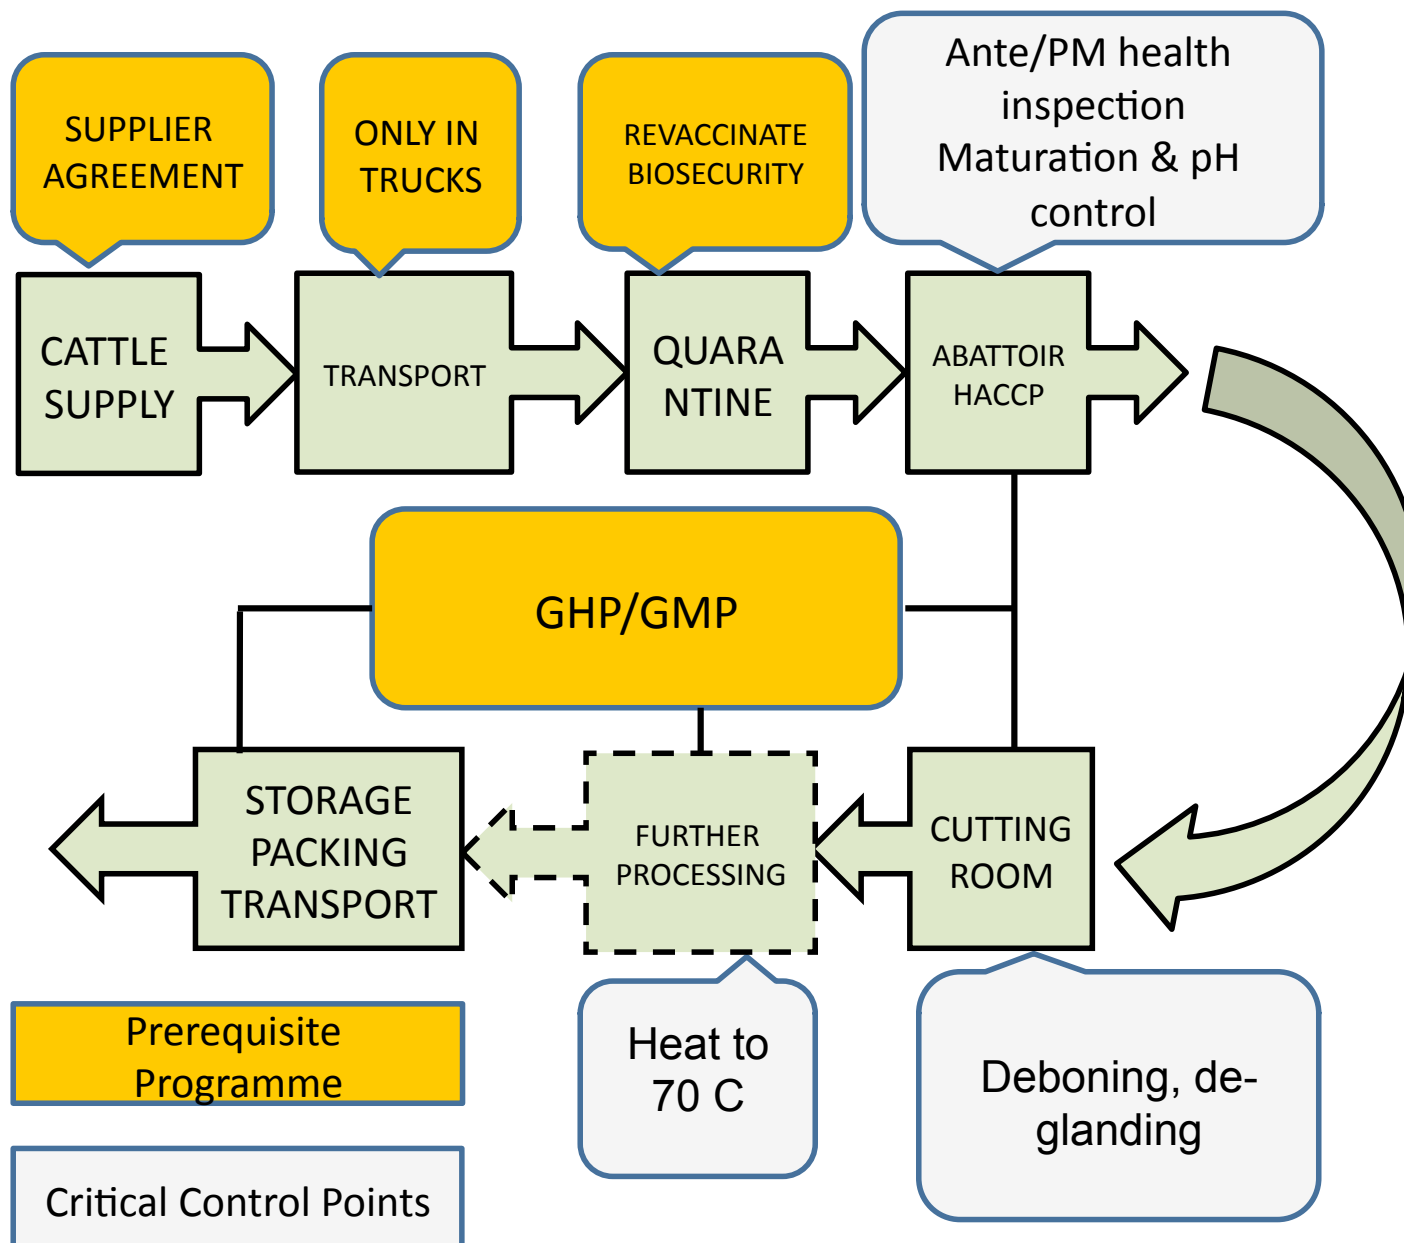 SUPPLIER
AGREEMENT
ONLY IN
TRUCKS
REVACCINATE
BIOSECURITY
Ante/PM health
inspection
Maturation & pH
control
CATTLE
SUPPLY
TRANSPORT
QUARA
NTINE
ABATTOIR
HACCP
GHP/GMP
STORAGE
PACKING
TRANSPORT
FURTHER
PROCESSING
CUTTING
ROOM
Heat to
70 C
Deboning, de-
glanding
Prerequisite
Programme
Critical Control Points